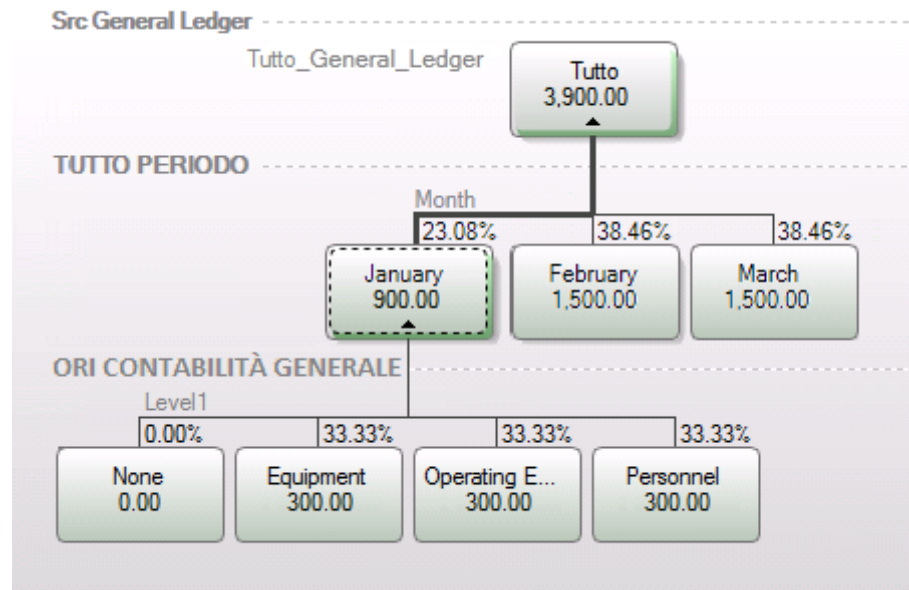 Src General Ledger
Tutto_General_Ledger
Tutto
3,900.00
TUTTO PERIODO
Month
23.08% 38.46% 38.46%
January February March
900.00 1,500.00 1,500.00
ORI CONTABILITÀ GENERALE
Level1
0.00% 33.33% 33.33% 33.33%
None Equipment Operating E... Personnel
0.00 300.00 300.00 300.00